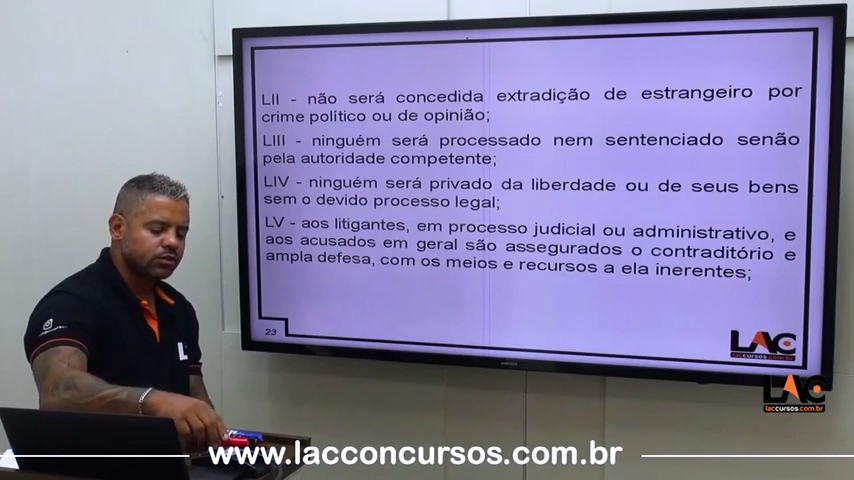 LII - não será concedida extradição de estrangeiro por
crime político ou de opinião;
LIII - ninguém será processado nem sentenciado senão
pela autoridade competente;
LIV - ninguém será privado da liberdade ou de seus bens
sem o devido processo legal;
LV - aos litigantes, em processo judicial ou administrativo, e
aos acusados em geral são assegurados o contraditório e
ampla defesa, com os meios e recursos a ela inerentes;
23
LAC
laccursos.com.br
LAC
laccursos.com.br
www.lacconcursos.com.br